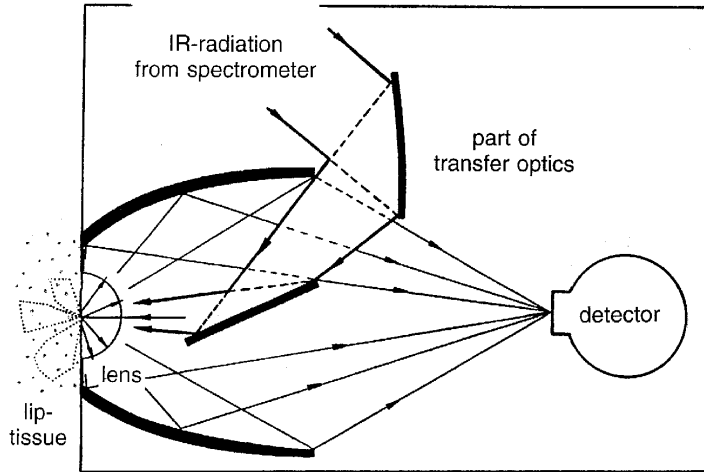 IR-radiation
from spectrometer
part of
transfer optics
detector
lens
lip-
tissue